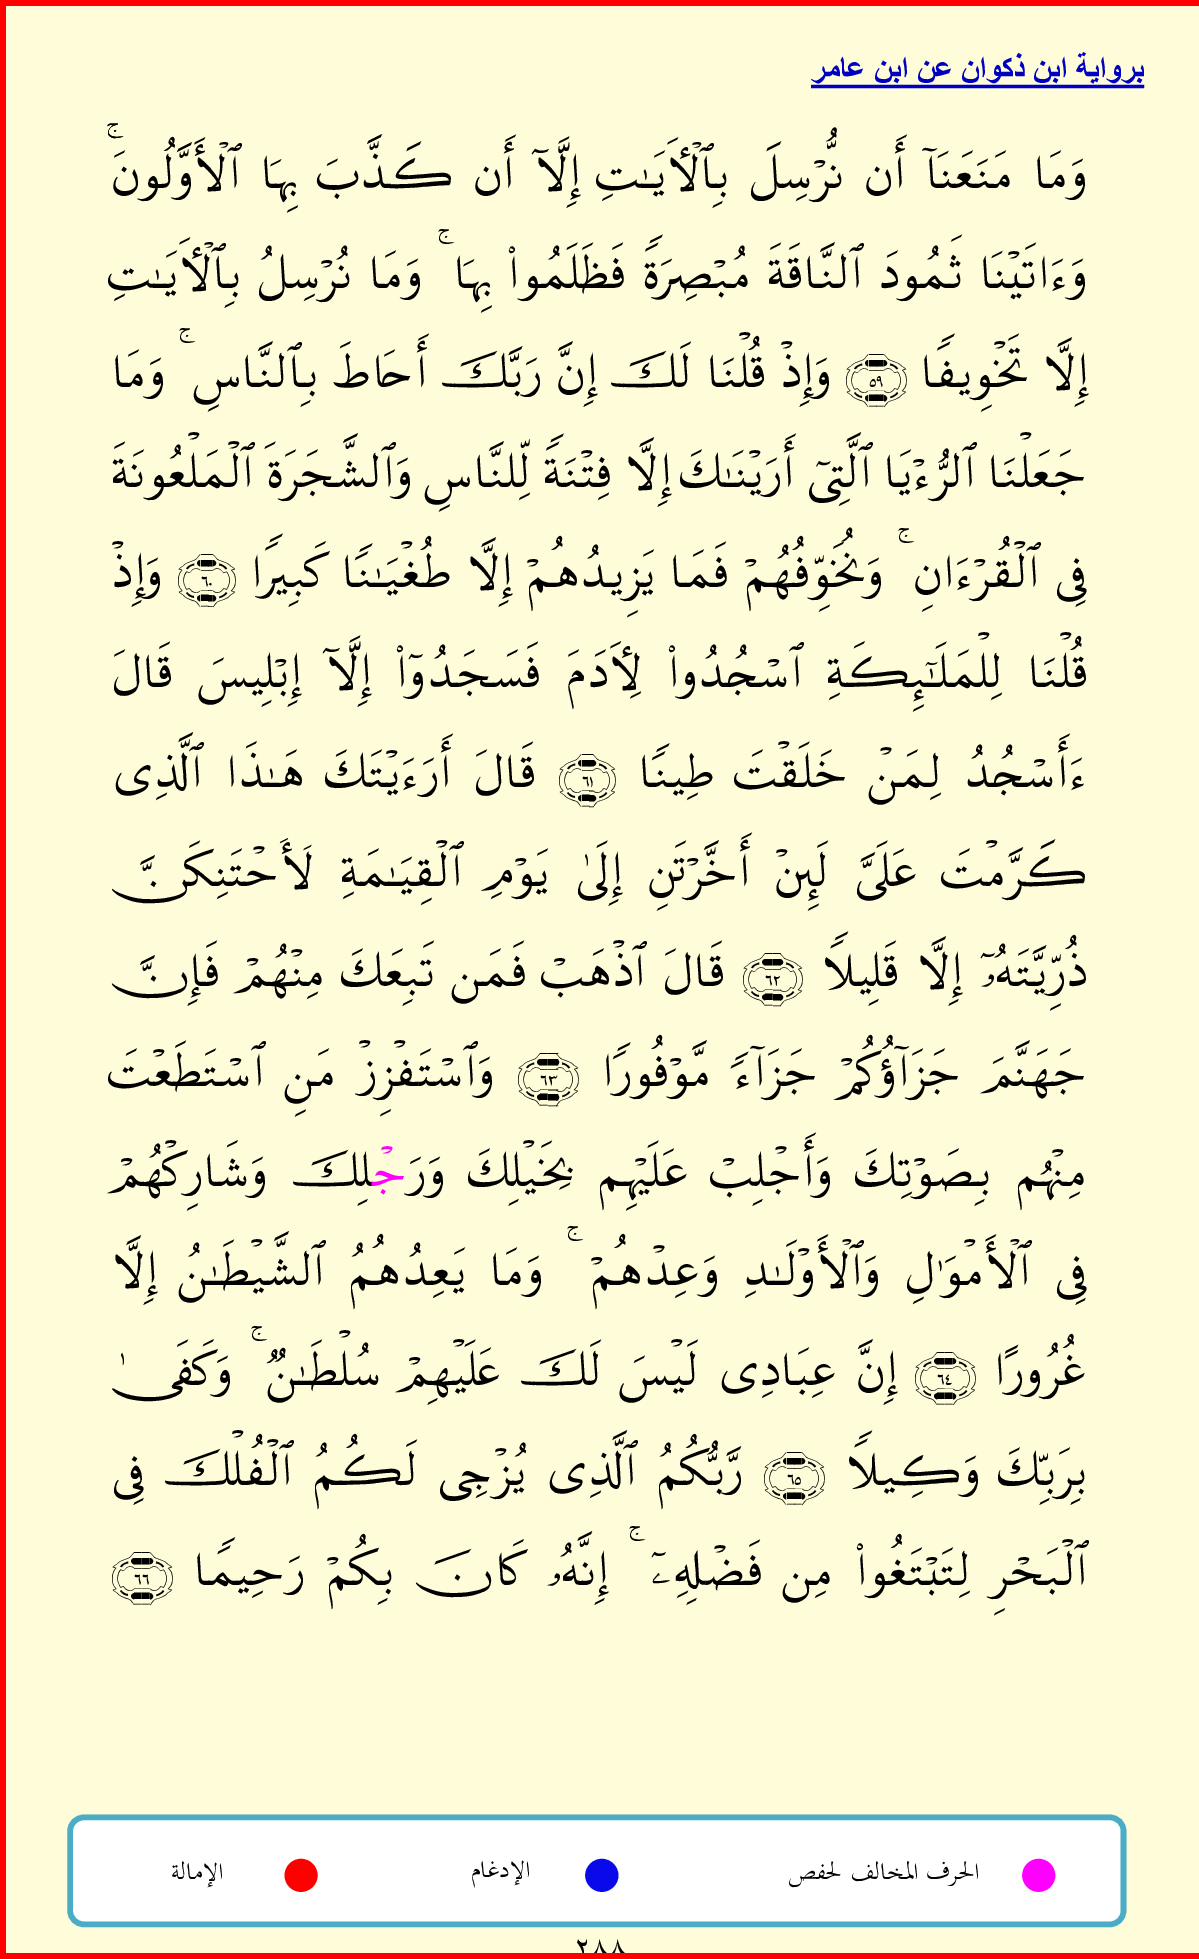 برواية ابن ذكوان عن ابن عامر
وَمَا مَنَعَنَآ أَن نُّرْسِلَ بِٱلْأَيَـٰتِ إِلَّآ أَن كَذَّبَ بِهَا ٱلْأَوَّلُونَ ۚ
وَءَاتَيْنَا ثَمُودَ ٱلنَّاقَةَ مُبْصِرَةً فَظَلَمُوا۟ بِهَا ۚ وَمَا نُرْسِلُ بِٱلْأَيَـٰتِ
إِلَّا تَخْوِيفًا ٥٩ وَإِذْ قُلْنَا لَكَ إِنَّ رَبَّكَ أَحَاطَ بِٱلنَّاسِ ۚ وَمَا
جَعَلْنَا ٱلرُّءْيَا ٱلَّتِىٓ أَرَيْنَـٰكَ إِلَّا فِتْنَةً لِّلنَّاسِ وَٱلشَّجَرَةَ ٱلْمَلْعُونَةَ
فِى ٱلْقُرْءَانِ ۚ وَنُخَوِّفُهُمْ فَمَا يَزِيدُهُمْ إِلَّا طُغْيَـٰنًا كَبِيرًا ٦٠ وَإِذْ
قُلْنَا لِلْمَلَـٰٓئِكَةِ ٱسْجُدُوا۟ لِأَدَمَ فَسَجَدُوٓا۟ إِلَّآ إِبْلِيسَ قَالَ
ءَأَسْجُدُ لِمَنْ خَلَقْتَ طِينًا ٦١ قَالَ أَرَءَيْتَكَ هَـٰذَا ٱلَّذِى
كَرَّمْتَ عَلَىَّ لَئِنْ أَخَّرْتَنِ إِلَىٰ يَوْمِ ٱلْقِيَـٰمَةِ لَأَحْتَنِكَنَّ
ذُرِّيَّتَهُۥٓ إِلَّا قَلِيلًا ٦٢ قَالَ ٱذْهَبْ فَمَن تَبِعَكَ مِنْهُمْ فَإِنَّ
جَهَنَّمَ جَزَآؤُكُمْ جَزَآءً مَّوْفُورًا ٦٣ وَٱسْتَفْزِزْ مَنِ ٱسْتَطَعْتَ
مِنْهُم بِصَوْتِكَ وَأَجْلِبْ عَلَيْهِم بِخَيْلِكَ وَرَجْلِكَ وَشَارِكْهُمْ
فِى ٱلْأَمْوَٰلِ وَٱلْأَوْلَـٰدِ وَعِدْهُمْ ۚ وَمَا يَعِدُهُمُ ٱلشَّيْطَـٰنُ إِلَّا
غُرُورًا ٦٤ إِنَّ عِبَادِى لَيْسَ لَكَ عَلَيْهِمْ سُلْطَـٰنٌ ۚ وَكَفَىٰ
بِرَبِّكَ وَكِيلًا ٦٥ رَّبُّكُمُ ٱلَّذِى يُزْجِى لَكُمُ ٱلْفُلْكَ فِى
ٱلْبَحْرِ لِتَبْتَغُوا۟ مِن فَضْلِهِۦٓ ۚ إِنَّهُۥ كَانَ بِكُمْ رَحِيمًا ٦٦
الحرف المخالف لحفص الإدغام الإمالة
٢٨٨